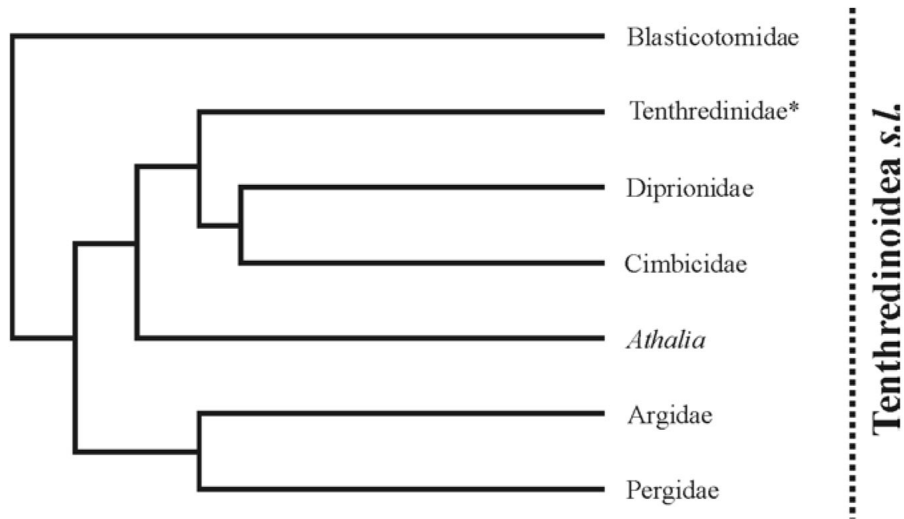 Blasticotomidae
Tenthredinidae*
Diprionidae
Cimbicidae
Athalia
Argidae
Pergidae
Tenthredinoidea s.l.